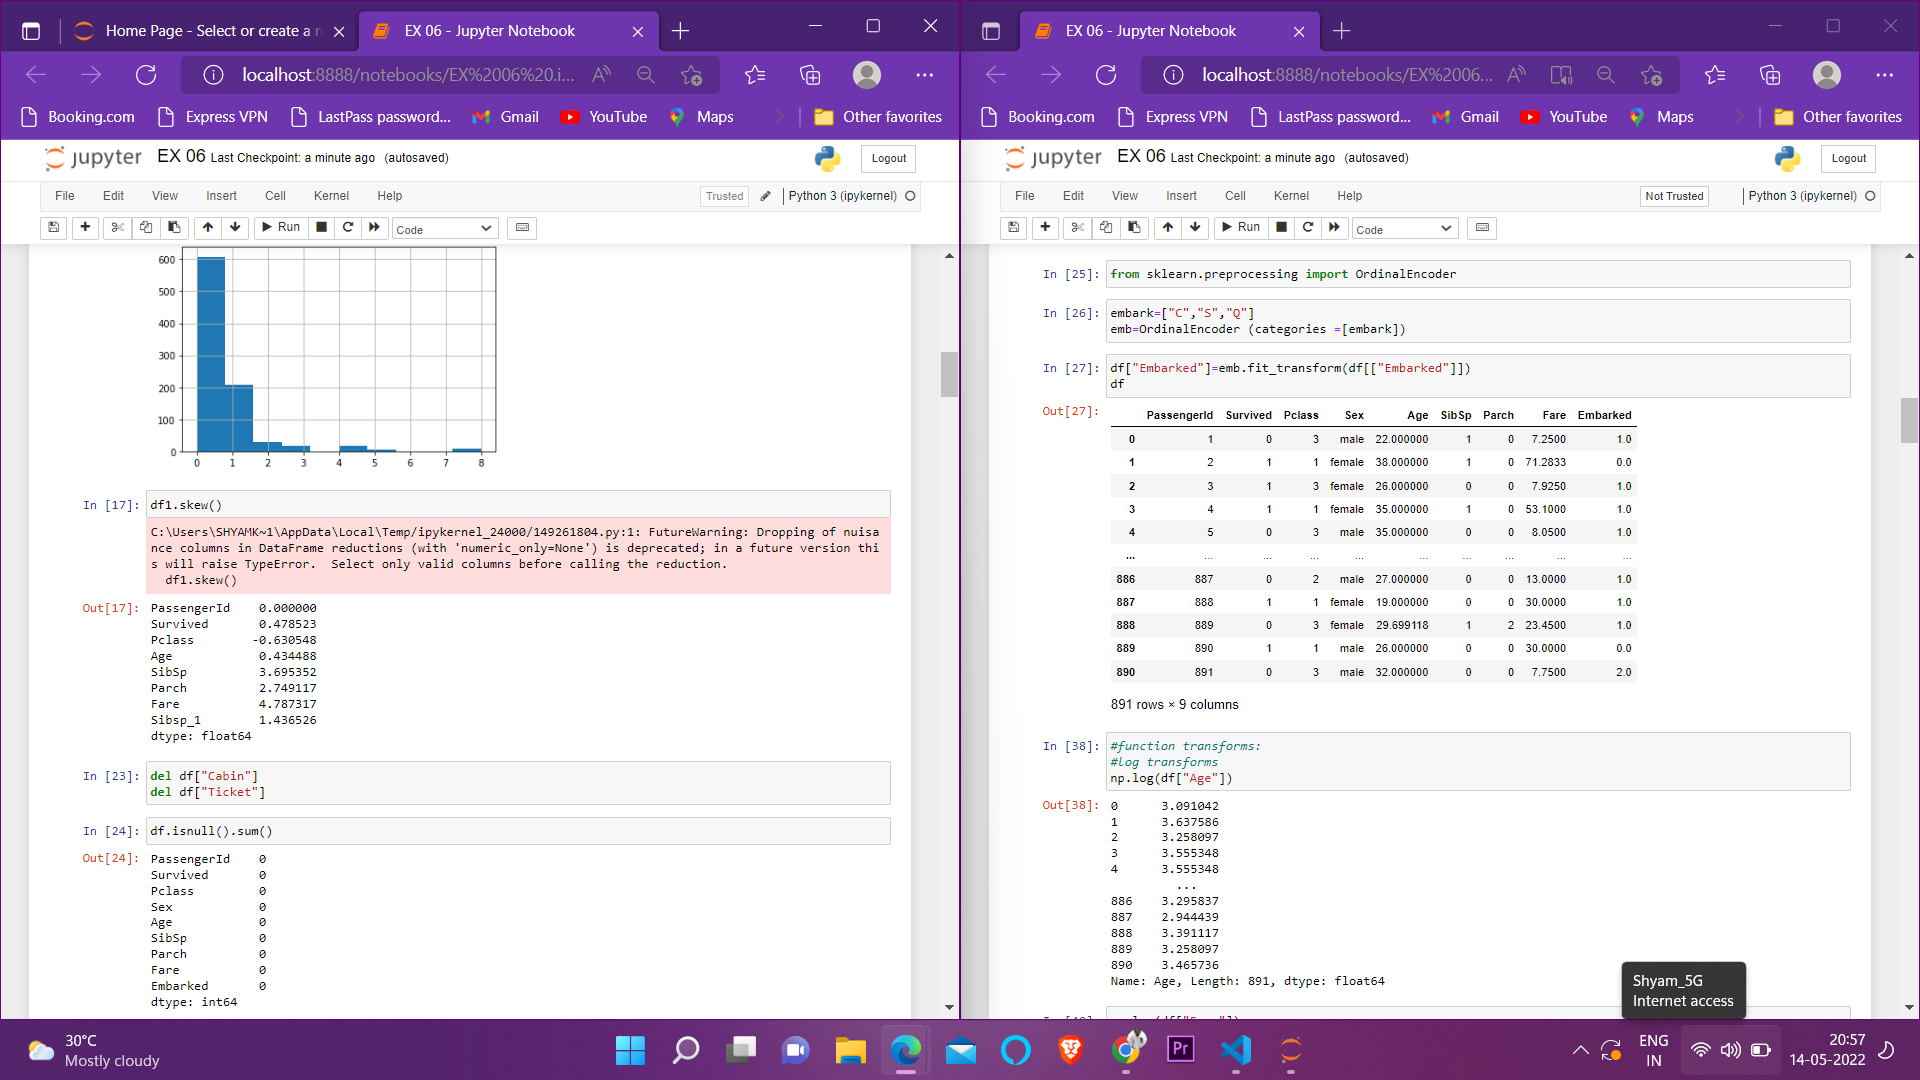 Home Page - Select or create a n
EX 06 - Jupyter Notebook
localhost:8888/notebooks/EX%2006%20.i...
Booking.com Express VPN LastPass password... Gmail YouTube Maps Other favorites
jupyter EX 06 Last Checkpoint: a minute ago (autosaved) Logout
File Edit View Insert Cell Kernel Help Trusted Python 3 (ipykernel)
Run Code
600
500
400
300
200
100
0
0 1 2 3 4 5 6 7 8
In [17]: df1.skew()
C:\Users\SHYAMK~1\AppData\Local\Temp/ipykernel_24000/149261804.py:1: FutureWarning: Dropping of nuisa
nce columns in DataFrame reductions (with 'numeric_only=None') is deprecated; in a future version thi
s will raise TypeError.  Select only valid columns before calling the reduction.
df1.skew()
Out[17]: PassengerId 0.000000
Survived 0.478523
Pclass -0.630548
Age 0.434488
SibSp 3.695352
Parch 2.749117
Fare 4.787317
Sibsp_1 1.436526
dtype: float64
In [23]: del df["Cabin"]
del df["Ticket"]
In [24]: df.isnull().sum()
Out[24]: PassengerId 0
Survived 0
Pclass 0
Sex 0
Age 0
SibSp 0
Parch 0
Fare 0
Embarked 0
dtype: int64
EX 06 - Jupyter Notebook
localhost:8888/notebooks/EX%2006...
Booking.com Express VPN LastPass password... Gmail YouTube Maps Other favorites
jupyter EX 06 Last Checkpoint: a minute ago (autosaved) Logout
File Edit View Insert Cell Kernel Help Not Trusted Python 3 (ipykernel)
Run Code
In [25]: from sklearn.preprocessing import OrdinalEncoder
In [26]: embark=["C","S","Q"]
emb=OrdinalEncoder (categories =[embark])
In [27]: df["Embarked"]=emb.fit_transform(df[["Embarked"]])
df
Out[27]:
PassengerId Survived Pclass Sex Age SibSp Parch Fare Embarked
0 1 0 3 male 22.000000 1 0 7.2500 1.0
1 2 1 1 female 38.000000 1 0 71.2833 0.0
2 3 1 3 female 26.000000 0 0 7.9250 1.0
3 4 1 1 female 35.000000 1 0 53.1000 1.0
4 5 0 3 male 35.000000 0 0 8.0500 1.0
... ... ... ... ... ... ... ... ... ...
886 887 0 2 male 27.000000 0 0 13.0000 1.0
887 888 1 1 female 19.000000 0 0 30.0000 1.0
888 889 0 3 female 29.699118 1 2 23.4500 1.0
889 890 1 1 male 26.000000 0 0 30.0000 0.0
890 891 0 3 male 32.000000 0 0 7.7500 2.0
891 rows × 9 columns
In [38]: #function transforms:
#log transforms
np.log(df["Age"])
Out[38]: 0 3.091042
1 3.637586
2 3.258097
3 3.555348
4 3.555348
...
886 3.295837
887 2.944439
888 3.391117
889 3.258097
890 3.465736
Name: Age, Length: 891, dtype: float64
Shyam_5G
Internet access
30°C
Mostly cloudy
Pr
ENG
IN
20:57
14-05-2022